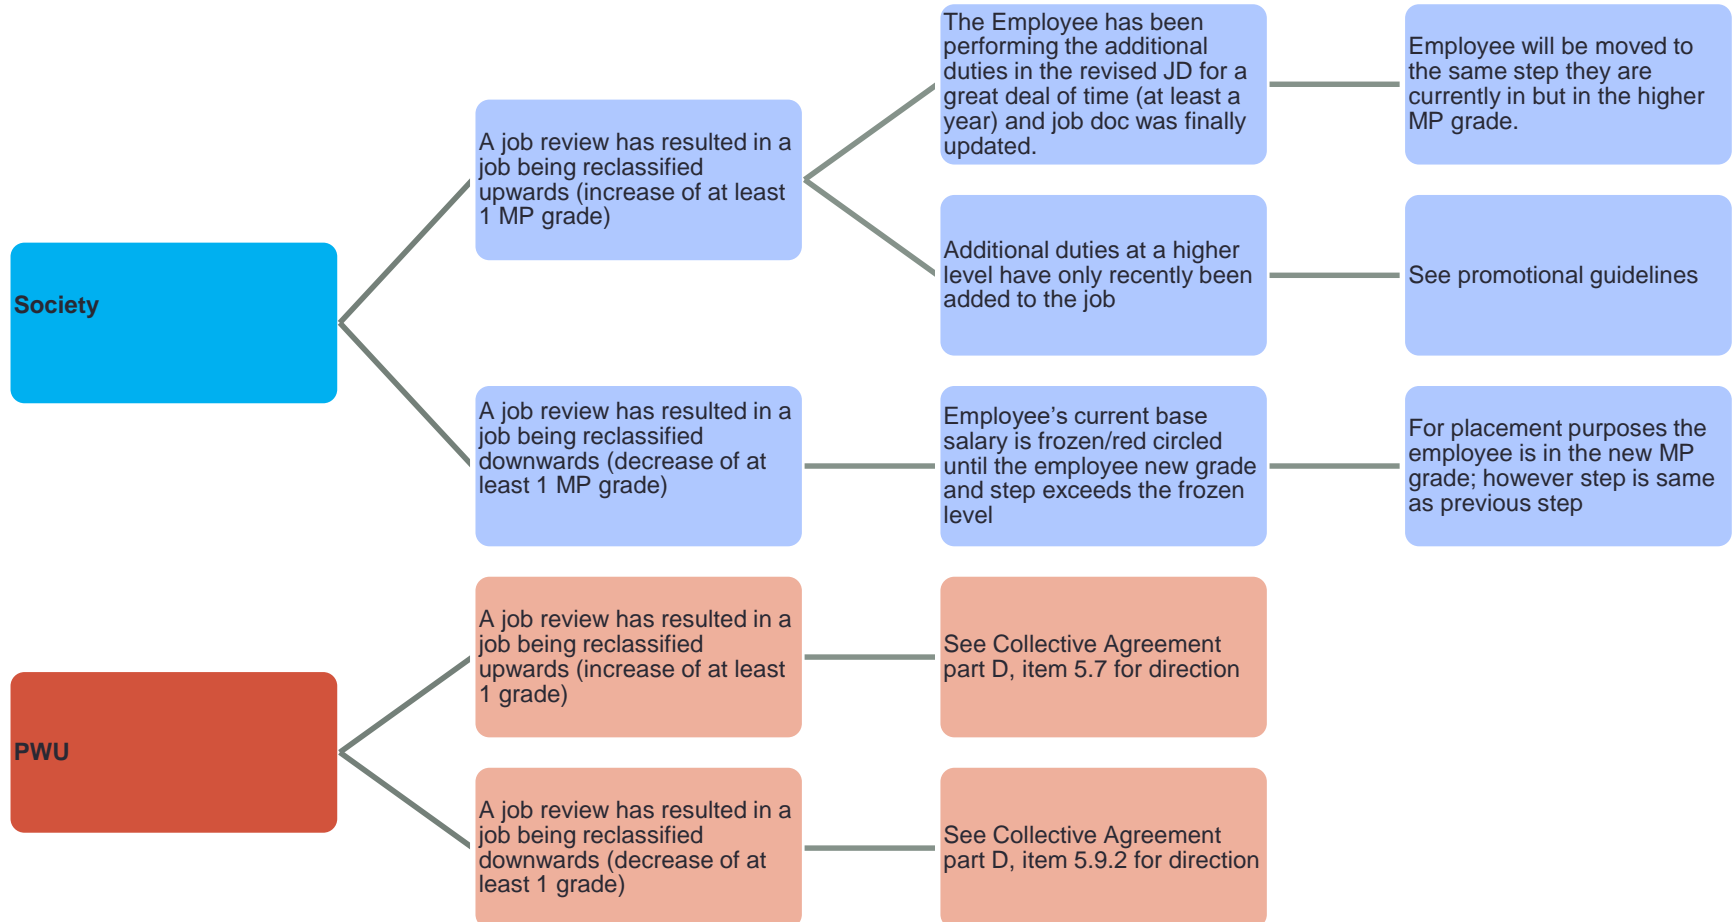 Society
A job review has resulted in a
job being reclassified
upwards (increase of at least
1 MP grade)
The Employee has been
performing the additional
duties in the revised JD for a
great deal of time (at least a
year) and job doc was finally
updated.
Employee will be moved to
the same step they are
currently in but in the higher
MP grade.
Additional duties at a higher
level have only recently been
added to the job
See promotional guidelines
A job review has resulted in a
job being reclassified
downwards (decrease of at
least 1 MP grade)
Employee’s current base
salary is frozen/red circled
until the employee new grade
and step exceeds the frozen
level
For placement purposes the
employee is in the new MP
grade; however step is same
as previous step
PWU
A job review has resulted in a
job being reclassified
upwards (increase of at least
1 grade)
See Collective Agreement
part D, item 5.7 for direction
A job review has resulted in a
job being reclassified
downwards (decrease of at
least 1 grade)
See Collective Agreement
part D, item 5.9.2 for direction